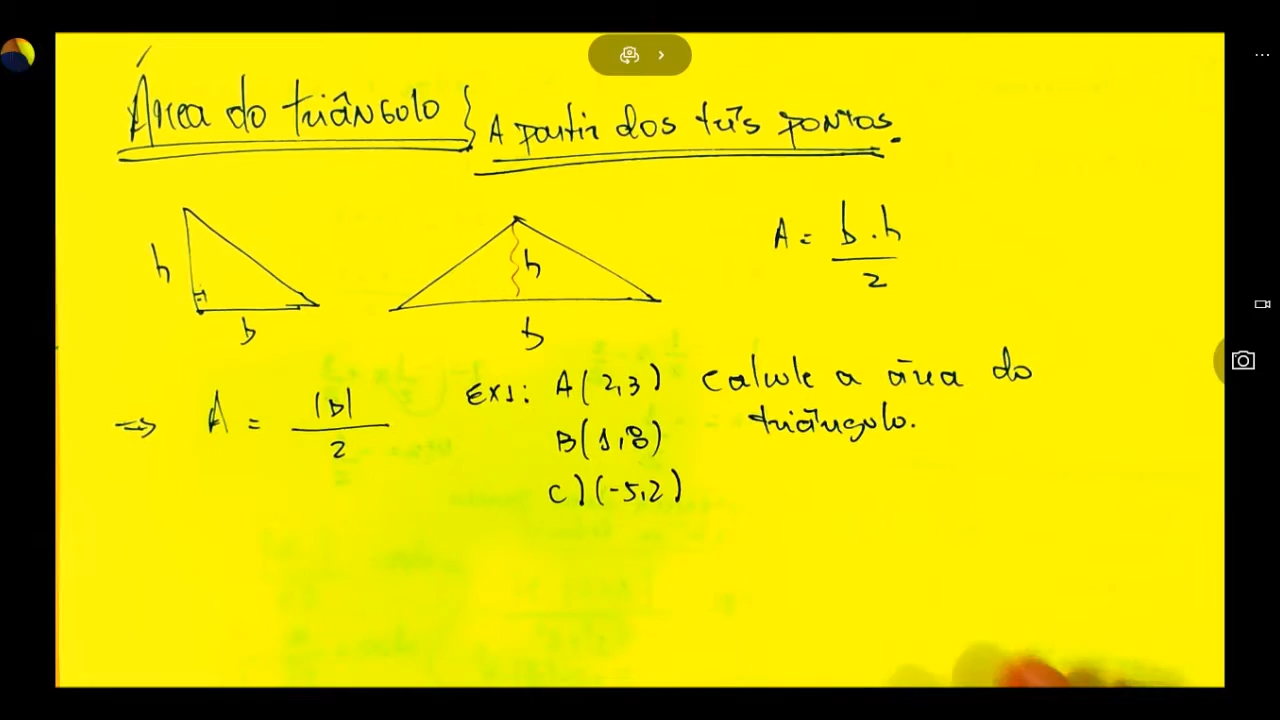 Área do triângulo } A partir dos três pontos.
h
b
h
b
A = b.h/2
=> A = |D|/2
Ex1: A(2,3) Calcule a área do
triângulo.
B(1,8)
C)(-5,2)